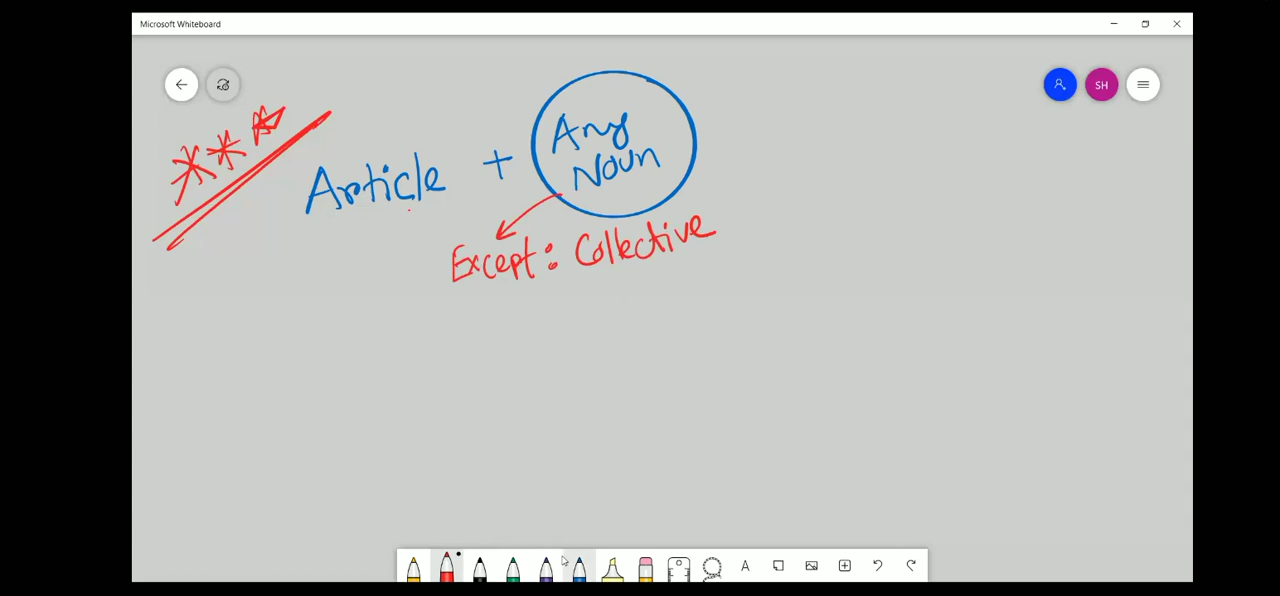 Microsoft Whiteboard
SH
Article + Any Noun
Except: Collective
A